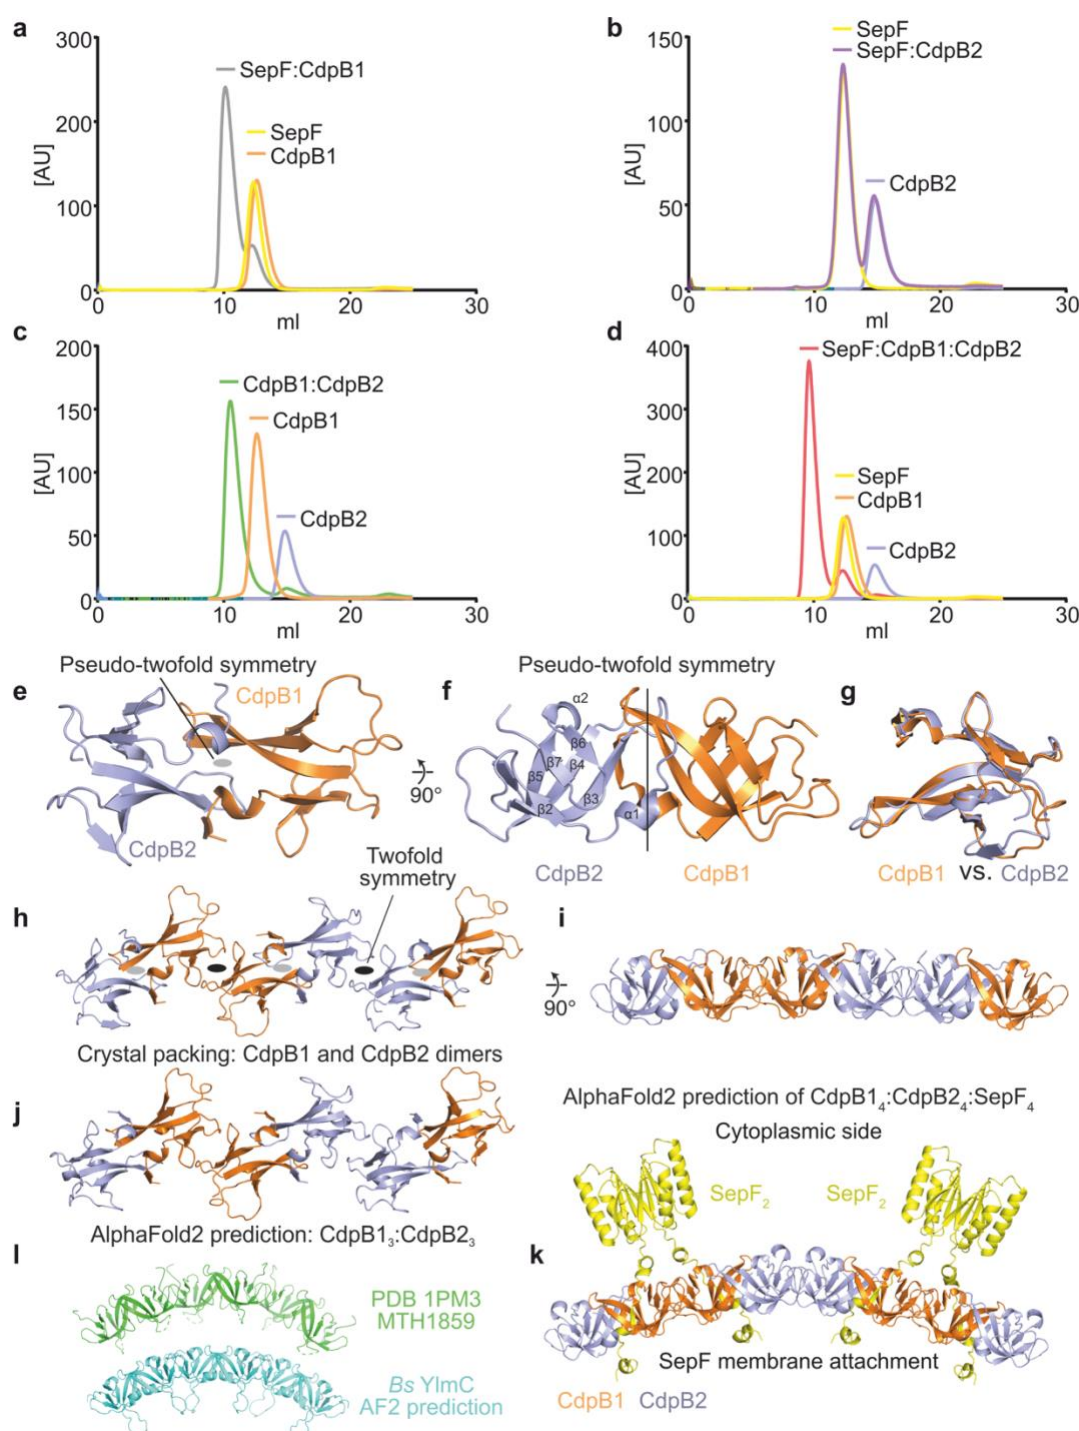 a
300
200
100
0
[AU]
SepF:CdpB1
SepF
CdpB1
0
10
20
30
ml
b
150
100
50
0
[AU]
SepF
SepF:CdpB2
CdpB2
0
10
20
30
ml
c
200
150
100
50
0
[AU]
CdpB1:CdpB2
CdpB1
CdpB2
0
10
20
30
ml
d
400
300
200
100
0
[AU]
SepF:CdpB1:CdpB2
SepF
CdpB1
CdpB2
0
10
20
30
ml
e
Pseudo-twofold symmetry
CdpB1
CdpB2
90°
f
Pseudo-twofold symmetry
α2
β6
β7
β4
β5
β3
β2
α1
CdpB2
CdpB1
g
CdpB1 vs. CdpB2
h
Twofold
symmetry
Crystal packing: CdpB1 and CdpB2 dimers
90°
i
j
AlphaFold2 prediction: CdpB1₃:CdpB2₃
AlphaFold2 prediction of CdpB1₄:CdpB2₄:SepF₄
Cytoplasmic side
SepF₂
SepF₂
k
SepF membrane attachment
CdpB1 CdpB2
l
PDB 1PM3
MTH1859
Bs YlmC
AF2 prediction